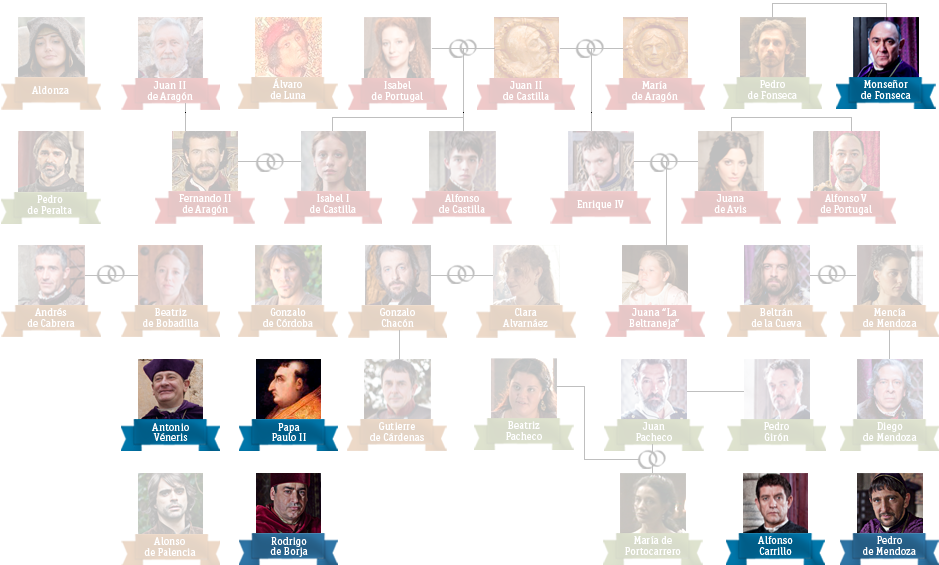 Aldonza
Juan II
de Aragón
Álvaro
de Luna
Isabel
de Portugal
Juan II
de Castilla
María
de Aragón
Pedro
de Fonseca
Monseñor
de Fonseca
Pedro
de Peralta
Fernando II
de Aragón
Isabel I
de Castilla
Alfonso
de Castilla
Enrique IV
Juana
de Avis
Alfonso V
de Portugal
Andrés
de Cabrera
Beatriz
de Bobadilla
Gonzalo
de Córdoba
Gonzalo
Chacón
Clara
Alvarnáez
Juana "La
Beltraneja"
Beltrán
de la Cueva
Mencia
de Mendoza
Antonio
Véneris
Papa
Paulo II
Gutierre
de Cárdenas
Beatriz
Pacheco
Juan
Pacheco
Pedro
Girón
Diego
de Mendoza
Alonso
de Palencia
Rodrigo
de Borja
María de
Portocarrero
Alfonso
Carrillo
Pedro
de Mendoza